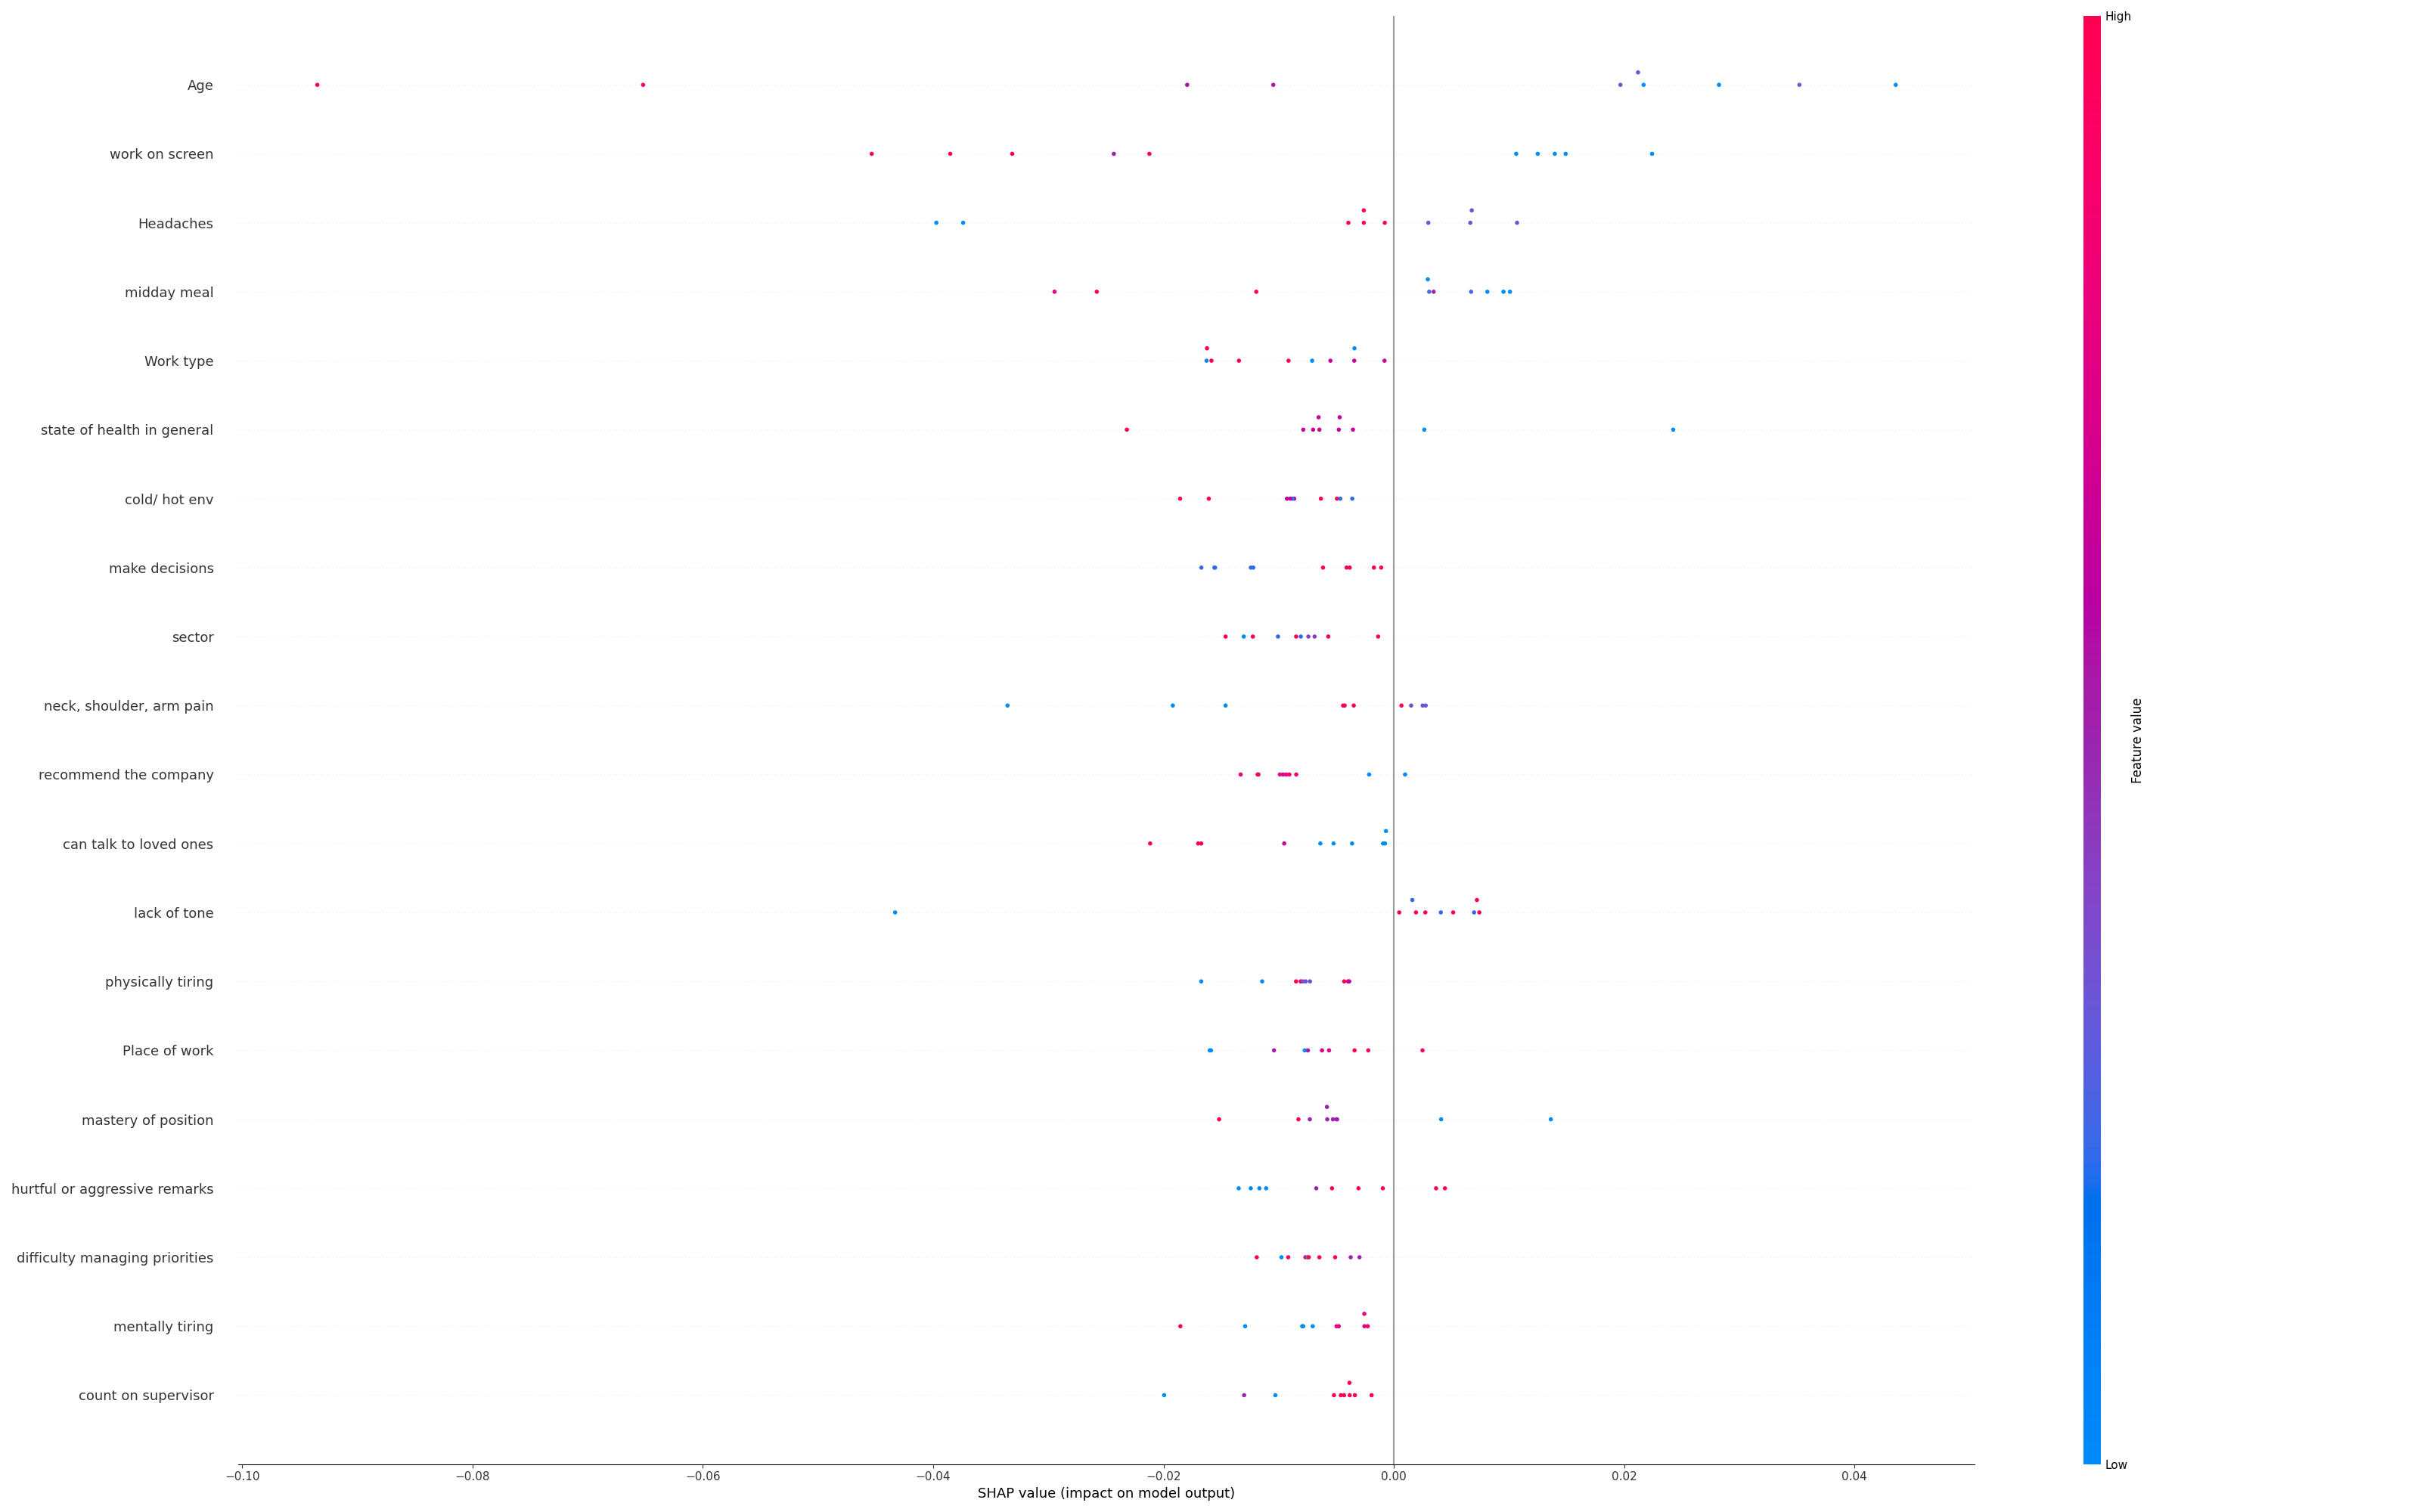 High
Age
work on screen
Headaches
midday meal
Work type
state of health in general
cold/ hot env
make decisions
sector
neck, shoulder, arm pain
recommend the company
can talk to loved ones
lack of tone
physically tiring
Place of work
mastery of position
hurtful or aggressive remarks
difficulty managing priorities
mentally tiring
count on supervisor
Feature value
Low
−0.10 −0.08 −0.06 −0.04 −0.02 0.00 0.02 0.04
SHAP value (impact on model output)